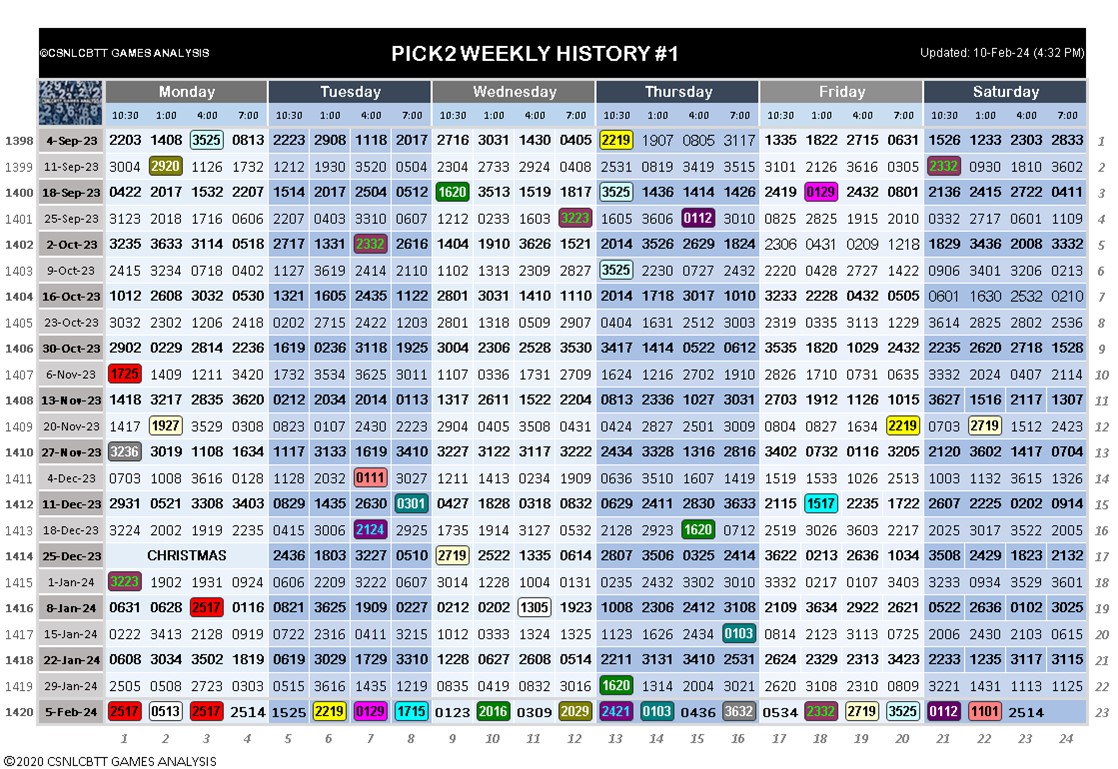 ©CSNLCBTT GAMES ANALYSIS PICK2 WEEKLY HISTORY #1 Updated: 10-Feb-24 (4:32 PM)
Monday Tuesday Wednesday Thursday Friday Saturday
10:30 1:00 4:00 7:00 10:30 1:00 4:00 7:00 10:30 1:00 4:00 7:00 10:30 1:00 4:00 7:00 10:30 1:00 4:00 7:00 10:30 1:00 4:00 7:00
1398 4-Sep-23 2203 1408 3525 0813 2223 2908 1118 2017 2716 3031 1430 0405 2219 1907 0805 3117 1335 1822 2715 0631 1526 1233 2303 2833 1
1399 11-Sep-23 3004 2920 1126 1732 1212 1930 3520 0504 2304 2733 2924 0408 2531 0819 3419 3515 3101 2126 3616 0305 2332 0930 1810 3602 2
1400 18-Sep-23 0422 2017 1532 2207 1514 2017 2504 0512 1620 3513 1519 1817 3525 1436 1414 1426 2419 0129 2432 0801 2136 2415 2722 0411 3
1401 25-Sep-23 3123 2018 1716 0606 2207 0403 3310 0607 1212 0233 1603 3223 1605 3606 0112 3010 0825 2825 1915 2010 0332 2717 0601 1109 4
1402 2-Oct-23 3235 3633 3114 0518 2717 1331 2332 2616 1404 1910 3626 1521 2014 3526 2629 1824 2306 0431 0209 1218 1829 3436 2008 3332 5
1403 9-Oct-23 2415 3234 0718 0402 1127 3619 2414 2110 1102 1313 2309 2827 3525 2230 0727 2432 2220 0428 2727 1422 0906 3401 3206 0213 6
1404 16-Oct-23 1012 2608 3032 0530 1321 1605 2435 1122 2801 3031 1410 1110 2014 1718 3017 1010 3233 2228 0432 0505 0601 1630 2532 0210 7
1405 23-Oct-23 3032 2302 1206 2418 0202 2715 2422 1203 2801 1318 0509 2907 0404 1631 2512 3003 2319 0335 3113 1229 3614 2825 2802 2536 8
1406 30-Oct-23 2902 0229 2814 2236 1619 0236 3118 1925 3004 2306 2528 3530 3417 1414 0522 0612 3535 1820 1029 2432 2235 2620 2718 1528 9
1407 6-Nov-23 1725 1409 1211 3420 1732 3534 3625 3011 1107 0336 1731 2709 1624 1216 2702 1910 2826 1710 0731 0635 3332 2024 0407 2114 10
1408 13-Nov-23 1418 3217 2835 3620 0212 2034 2014 0113 1317 2611 1522 2204 0813 2336 1027 3031 2703 1912 1126 1015 3627 1516 2117 1307 11
1409 20-Nov-23 1417 1927 3529 0308 0823 0107 2430 2223 2904 0405 3508 0431 0424 2827 2501 3009 0804 0827 1634 2219 0703 2719 1512 2423 12
1410 27-Nov-23 3236 3019 1108 1634 1117 3133 1619 3410 3227 3122 3117 3222 2434 3328 1316 2816 3402 0732 0116 3205 2120 3602 1417 0704 13
1411 4-Dec-23 0703 1008 3616 0128 1128 2032 0111 3027 1211 1413 0234 1909 0636 3510 1607 1419 1519 1533 1026 2513 1003 1132 3615 1326 14
1412 11-Dec-23 2931 0521 3308 3403 0829 1435 2630 0301 0427 1828 0318 0832 0629 2411 2830 3633 2115 1517 2235 1722 2607 2225 0202 0914 15
1413 18-Dec-23 3224 2002 1919 2235 0415 3006 2124 2925 1735 1914 3127 0532 2128 2923 1620 0712 2519 3026 3603 2217 2025 3017 3522 2005 16
1414 25-Dec-23 CHRISTMAS 2436 1803 3227 0510 2719 2522 1335 0614 2807 3506 0325 2414 3622 0213 2636 1034 3508 2429 1823 2132 17
1415 1-Jan-24 3223 1902 1931 0924 0606 2209 3222 0607 3014 1228 1004 0131 0235 2432 3302 3010 3332 0217 0107 3403 3233 0934 3529 3601 18
1416 8-Jan-24 0631 0628 2517 0116 0821 3625 1909 0227 0212 0202 1305 1923 1008 2306 2412 3108 2109 3634 2922 2621 0522 2636 0102 3025 19
1417 15-Jan-24 0222 3413 2128 0919 0722 2316 0411 3215 1012 0333 1324 1325 1123 1626 2434 0103 0814 2123 3113 0725 2006 2430 2103 0615 20
1418 22-Jan-24 0608 3034 3502 1819 0619 3029 1729 3310 1228 0627 2608 0514 2211 3131 3410 2531 2624 2329 2313 3423 2233 1235 3117 3115 21
1419 29-Jan-24 2505 0508 2723 0303 0515 3616 1435 1219 0835 0419 0832 3016 1620 1314 2004 3021 2620 3108 2310 0809 3221 1431 1113 1125 22
1420 5-Feb-24 2517 0513 2517 2514 1525 2219 0129 1715 0123 2016 0309 2029 2421 0103 0436 3632 0534 2332 2719 3525 0112 1101 2514 23
1 2 3 4 5 6 7 8 9 10 11 12 13 14 15 16 17 18 19 20 21 22 23 24
©2020 CSNLCBTT GAMES ANALYSIS